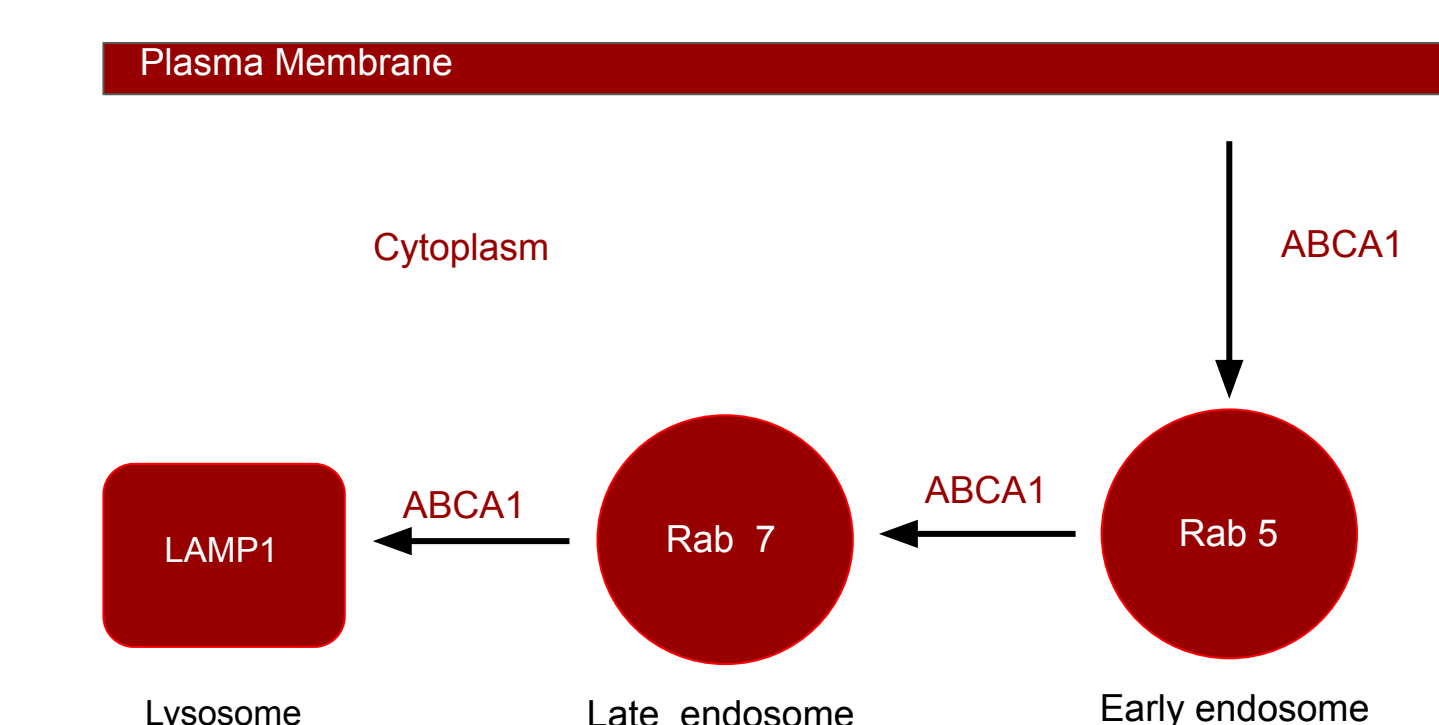 Plasma Membrane
Cytoplasm
ABCA1
ABCA1
ABCA1
LAMP1
Rab 7
Rab 5
Lysosome
Late endosome
Early endosome